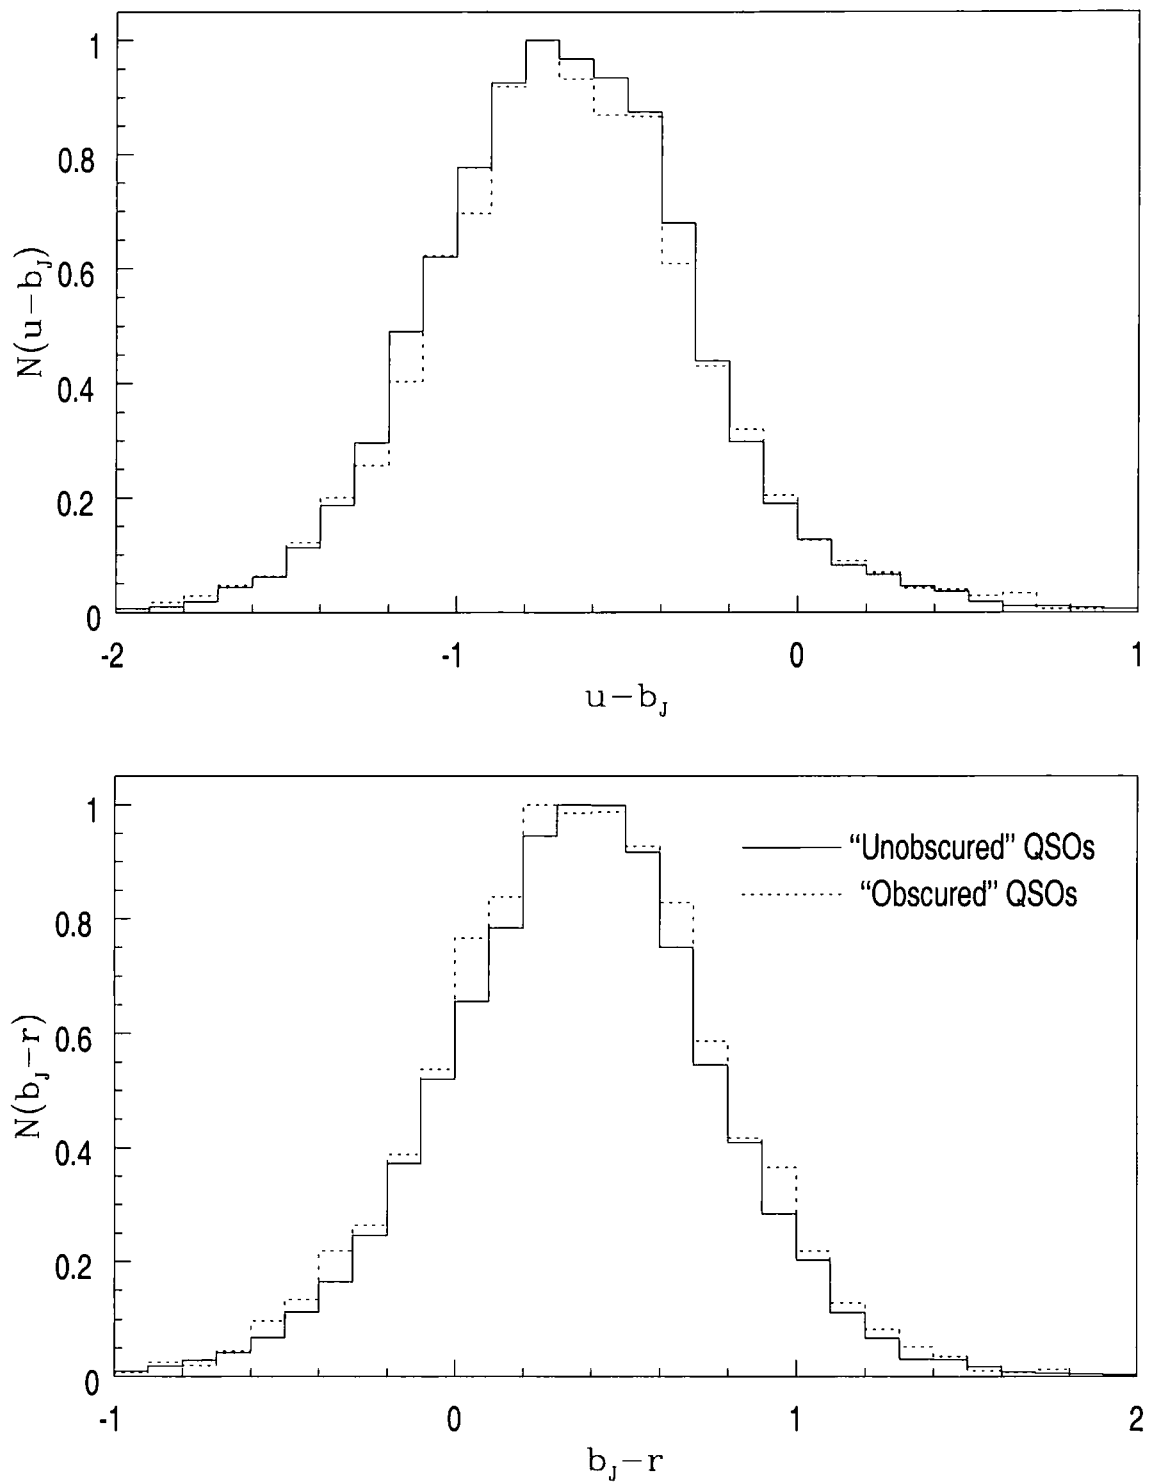 N(u−b_J)
1
0.8
0.6
0.4
0.2
0
-2 -1 0 1
u−b_J
N(b_J−r)
1
0.8
0.6
0.4
0.2
0
“Unobscured” QSOs
“Obscured” QSOs
-1 0 1 2
b_J−r